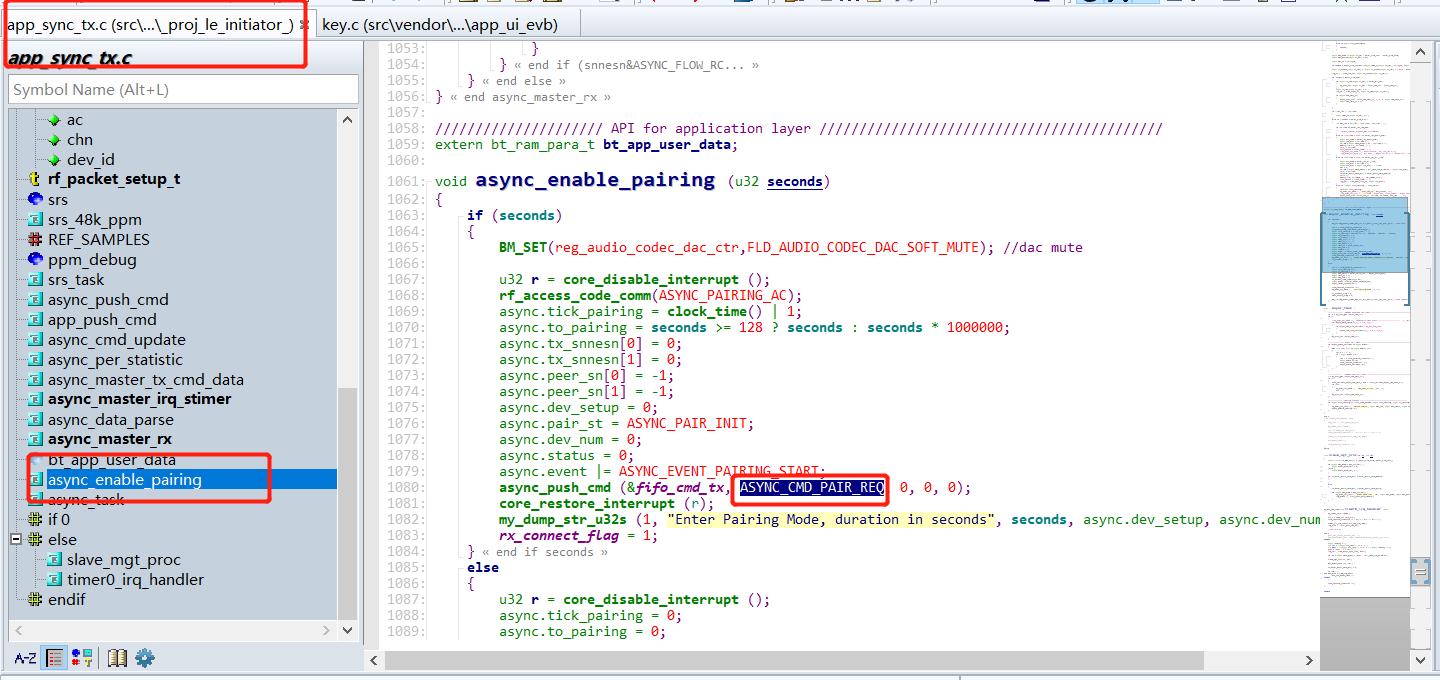 app_sync_tx.c (src\...\_proj_le_initiator_)
key.c (src\vendor\...\app_ui_evb)
app_sync_tx.c
Symbol Name (Alt+L)
ac
chn
dev_id
rf_packet_setup_t
srs
srs_48k_ppm
REF_SAMPLES
ppm_debug
srs_task
async_push_cmd
app_push_cmd
async_cmd_update
async_per_statistic
async_master_tx_cmd_data
async_master_irq_stimer
async_data_parse
async_master_rx
bt_app_user_data
async_enable_pairing
async_task
if 0
else
slave_mgt_proc
timer0_irq_handler
endif
A-Z
1053: }
1054: } « end if (snnesn&ASYNC_FLOW_RC... »
1055: } « end else »
1056: } « end async_master_rx »
1057:
1058: ///////////////////// API for application layer ///////////////////////////////////////////
1059: extern bt_ram_para_t bt_app_user_data;
1060:
1061: void async_enable_pairing (u32 seconds)
1062: {
1063: if (seconds)
1064: {
1065: BM_SET(reg_audio_codec_dac_ctr,FLD_AUDIO_CODEC_DAC_SOFT_MUTE); //dac mute
1066:
1067: u32 r = core_disable_interrupt ();
1068: rf_access_code_comm(ASYNC_PAIRING_AC);
1069: async.tick_pairing = clock_time() | 1;
1070: async.to_pairing = seconds >= 128 ? seconds : seconds * 1000000;
1071: async.tx_snnesn[0] = 0;
1072: async.tx_snnesn[1] = 0;
1073: async.peer_sn[0] = -1;
1074: async.peer_sn[1] = -1;
1075: async.dev_setup = 0;
1076: async.pair_st = ASYNC_PAIR_INIT;
1077: async.dev_num = 0;
1078: async.status = 0;
1079: async.event |= ASYNC_EVENT_PAIRING_START;
1080: async_push_cmd (&fifo_cmd_tx, ASYNC_CMD_PAIR_REQ, 0, 0, 0);
1081: core_restore_interrupt (r);
1082: my_dump_str_u32s (1, "Enter Pairing Mode, duration in seconds", seconds, async.dev_setup, async.dev_num
1083: rx_connect_flag = 1;
1084: } « end if seconds »
1085: else
1086: {
1087: u32 r = core_disable_interrupt ();
1088: async.tick_pairing = 0;
1089: async.to_pairing = 0;